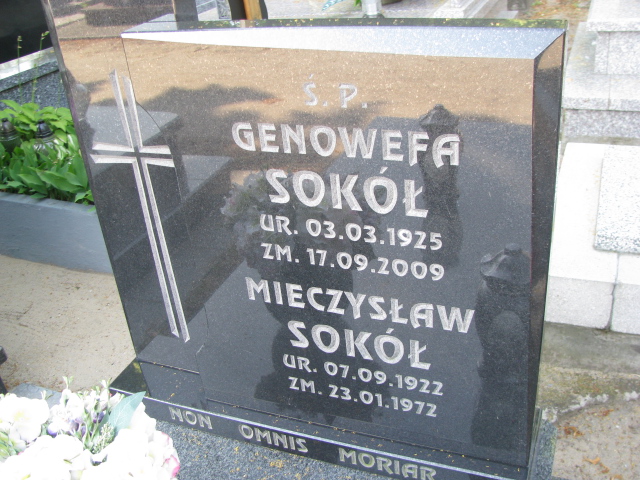 Ś. P.
GENOWEFA
SOKÓŁ
UR. 03.03.1925
ZM. 17.09.2009
MIECZYSŁAW
SOKÓŁ
UR. 07.09.1922
ZM. 23.01.1972
NON OMNIS MORIAR